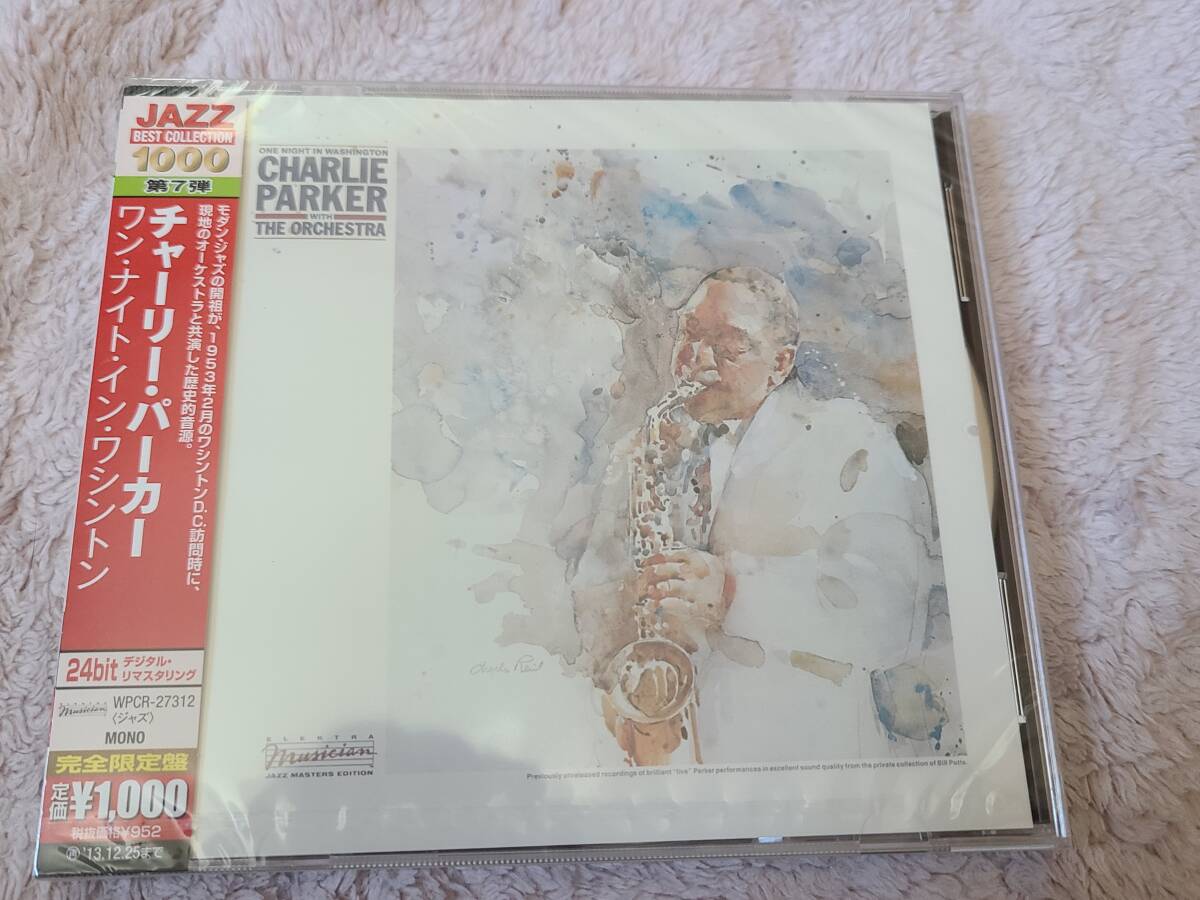 JAZZ
BEST COLLECTION
1000
第7弾
モダン・ジャズの開祖が、1953年2月のワシントンD.C.訪問時に、
現地のオーケストラと共演した歴史的音源。
チャーリー・パーカー
ワン・ナイト・イン・ワシントン
24bit デジタル・
リマスタリング
Musician WPCR-27312
〈ジャズ〉
MONO
完全限定盤
定価¥1,000
税抜価格¥952
'13.12.25まで
ONE NIGHT IN WASHINGTON
CHARLIE
PARKER
WITH
THE ORCHESTRA
Charles Reid
ELEKTRA
Musician
JAZZ MASTERS EDITION
Previously unreleased recordings of brilliant "live" Parker performances in excellent sound quality from the private collection of Bill Potts.